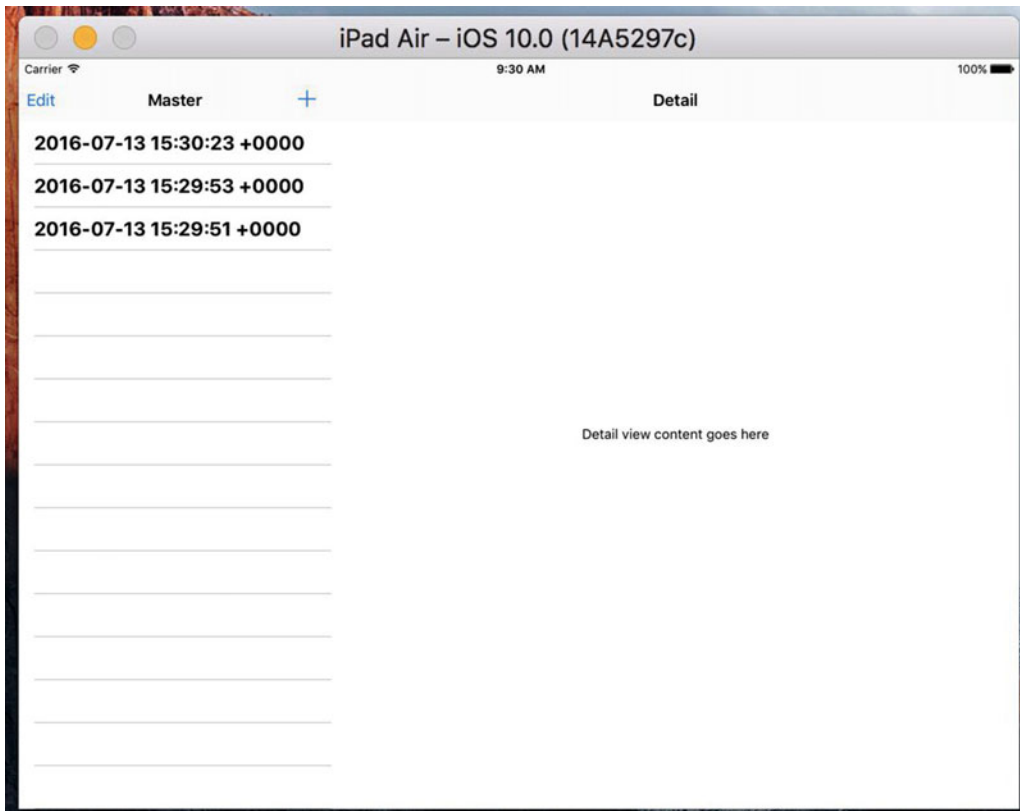 iPad Air – iOS 10.0 (14A5297c)
Carrier 9:30 AM 100%
Edit Master + Detail
2016-07-13 15:30:23 +0000
2016-07-13 15:29:53 +0000
2016-07-13 15:29:51 +0000
Detail view content goes here